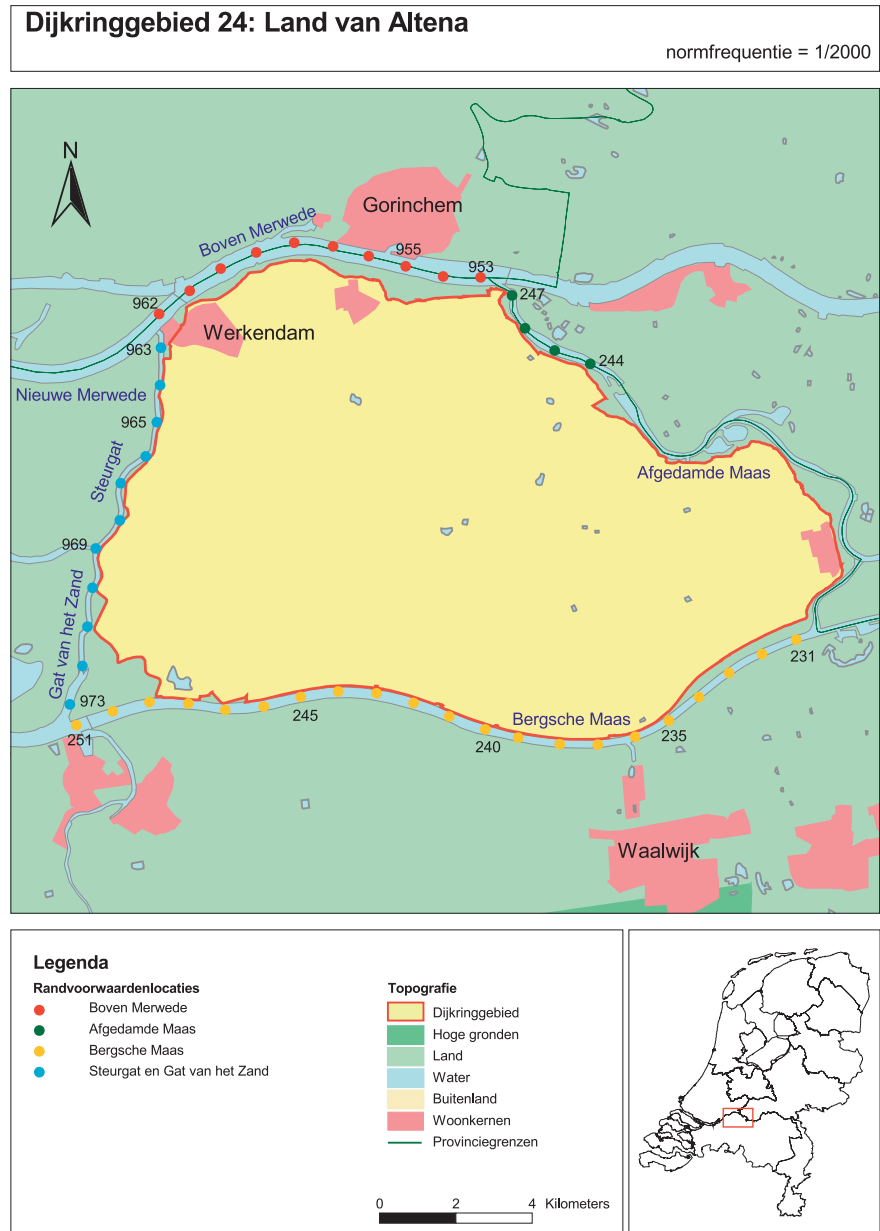 Dijkringgebied 24: Land van Altena
normfrequentie = 1/2000
N
Gorinchem
Boven Merwede
955
953
247
962
Werkendam
963
244
Nieuwe Merwede
965
Steurgat
Afgedamde Maas
969
Gat van het Zand
231
973
251
245
Bergsche Maas
240
235
Waalwijk
Legenda
Randvoorwaardenlocaties
Boven Merwede
Afgedamde Maas
Bergsche Maas
Steurgat en Gat van het Zand
Topografie
Dijkringgebied
Hoge gronden
Land
Water
Buitenland
Woonkernen
Provinciegrenzen
0 2 4 Kilometers